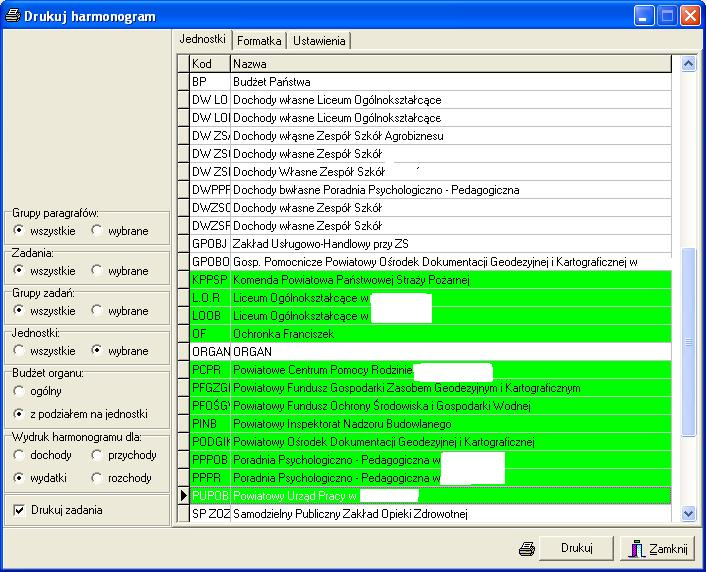 Drukuj harmonogram
Jednostki Formatka Ustawienia
Kod Nazwa
BP Budżet Państwa
DW LO Dochody własne Liceum Ogólnokształcące
DW LO Dochody własne Liceum Ogólnokształcące
DW ZSA Dochody włąsne Zespół Szkół Agrobiznesu
DW ZS Dochody własne Zespół Szkół
DW ZS Dochody Własne Zespół Szkół
DWPPP Dochody bwłasne Poradnia Psychologiczno - Pedagogiczna
DWZSC Dochody własne Zespół Szkół
DWZSF Dochody własne Zespół Szkół
GPOBJ Zakład Usługowo-Handlowy przy ZS
GPOBO Gosp. Pomocnicze Powiatowy Ośrodek Dokumentacji Geodezyjnej i Kartograficznej w
KPPSP Komenda Powiatowa Państwowej Straży Pożarnej
L.O.R Liceum Ogólnokształcące w
LOOB Liceum Ogólnokształcące w
OF Ochronka Franciszek
ORGAN ORGAN
PCPR Powiatowe Centrum Pomocy Rodzinie
PFGZGI Powiatowy Fundusz Gospodarki Zasobem Geodezyjnym i Kartograficznym
PFOŚGW Powiatowy Fundusz Ochrony Środowiska i Gospodarki Wodnej
PINB Powiatowy Inspektorat Nadzoru Budowlanego
PODGIK Powiatowy Ośrodek Dokumentacji Geodezyjnej i Kartograficznej
PPPOB Poradnia Psychologiczno - Pedagogiczna w
PPPR Poradnia Psychologiczno - Pedagogiczna w
PUPOB Powiatowy Urząd Pracy w
SP ZOZ Samodzielny Publiczny Zakład Opieki Zdrowotnej
Grupy paragrafów:
wszystkie wybrane
Zadania:
wszystkie wybrane
Grupy zadań:
wszystkie wybrane
Jednostki:
wszystkie wybrane
Budżet organu:
ogólny
z podziałem na jednostki
Wydruk harmonogramu dla:
dochody przychody
wydatki rozchody
Drukuj zadania
Drukuj Zamknij